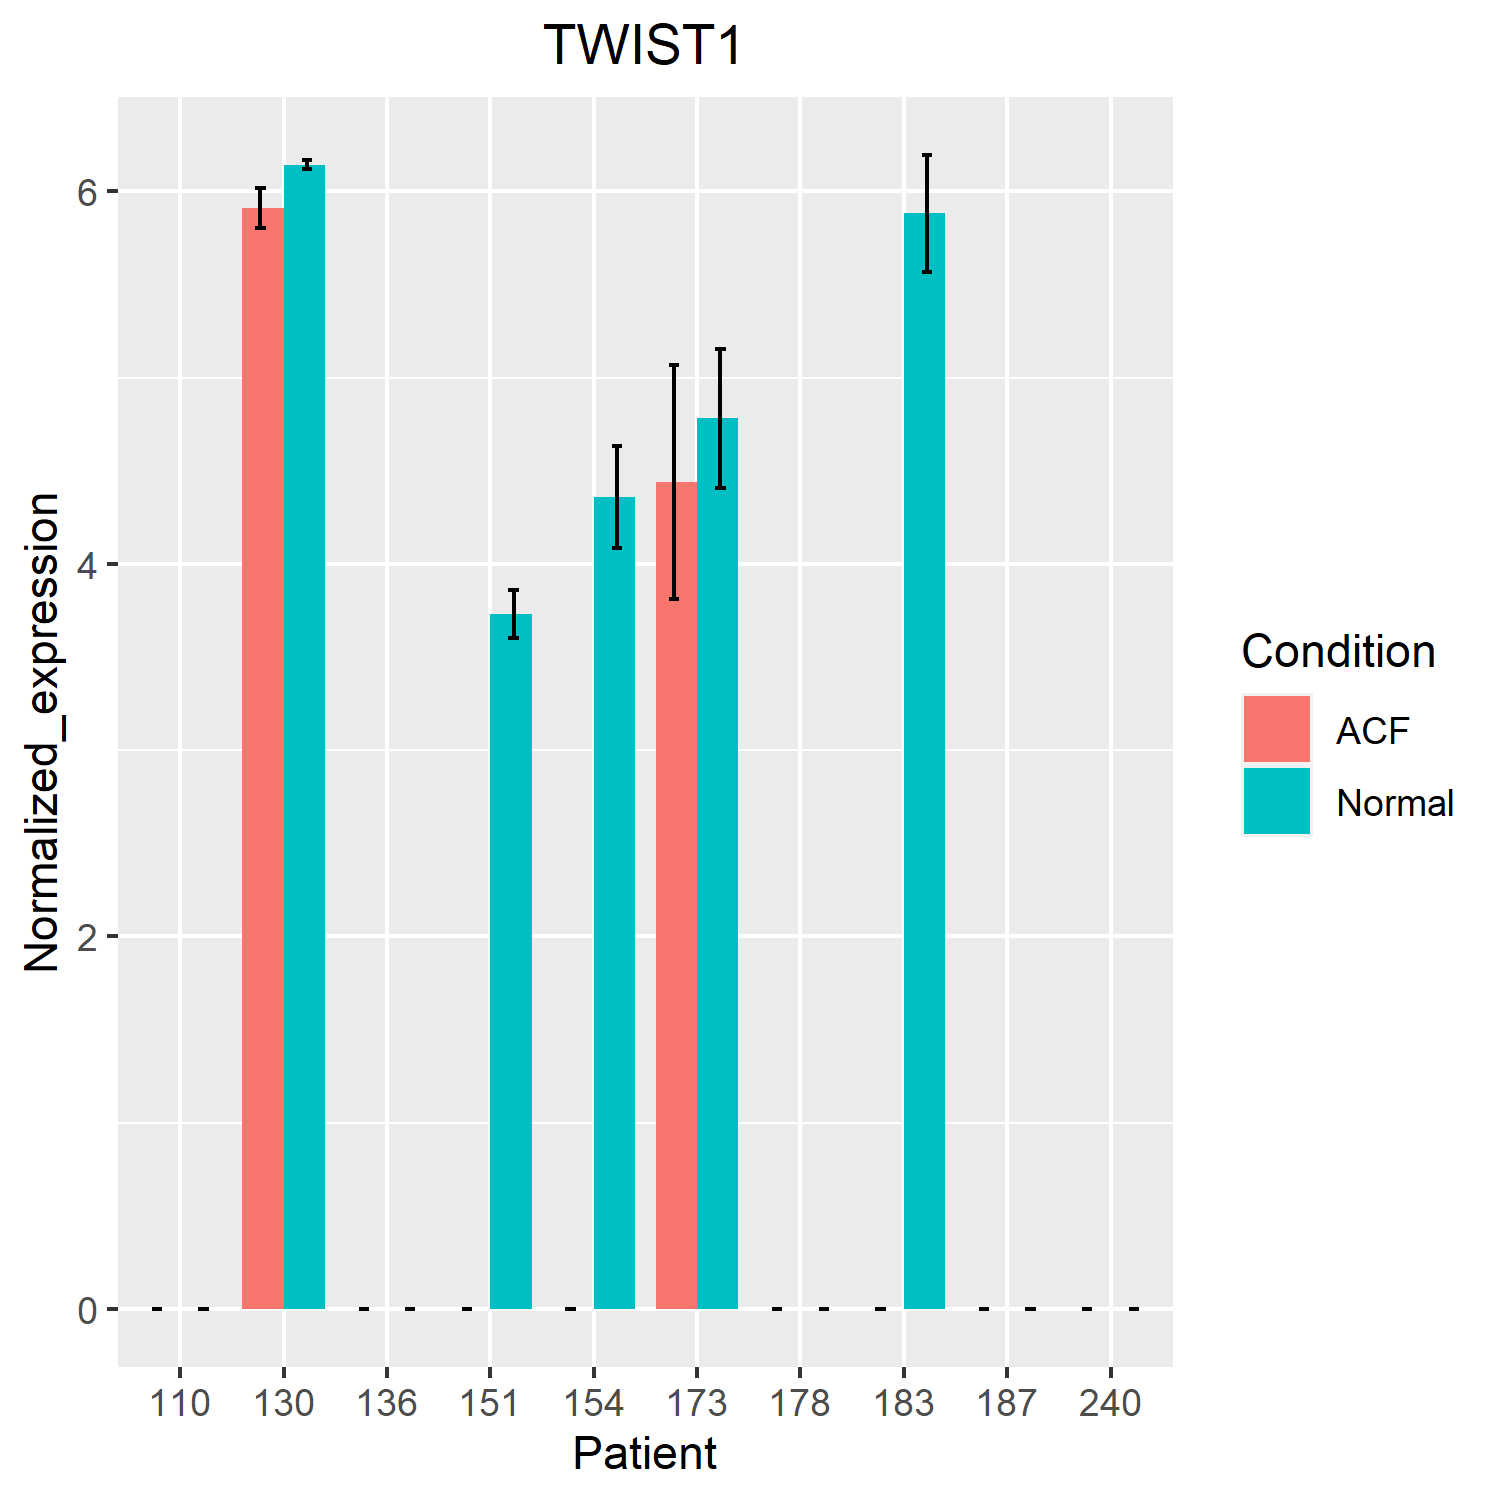 TWIST1
Normalized_expression
6
4
2
0
110 130 136 151 154 173 178 183 187 240
Patient
Condition
ACF
Normal